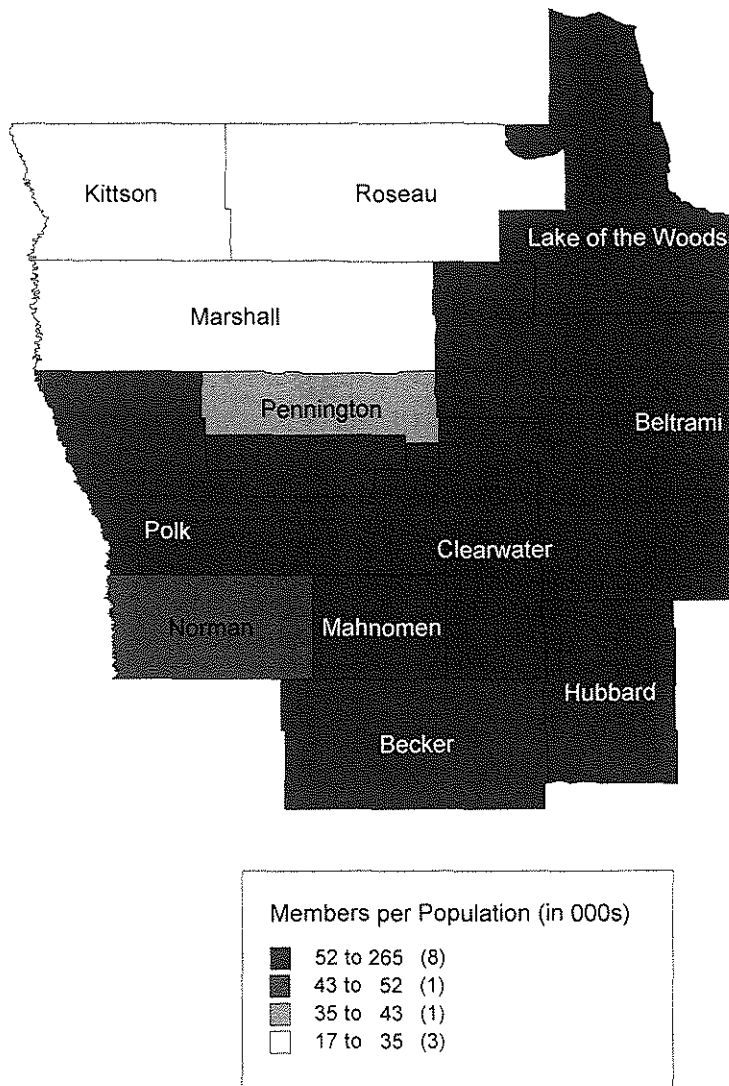 Kittson
Roseau
Lake of the Woods
Marshall
Pennington
Beltrami
Polk
Clearwater
Norman
Mahnomen
Hubbard
Becker
Members per Population (in 000s)
52 to 265 (8)
43 to 52 (1)
35 to 43 (1)
17 to 35 (3)